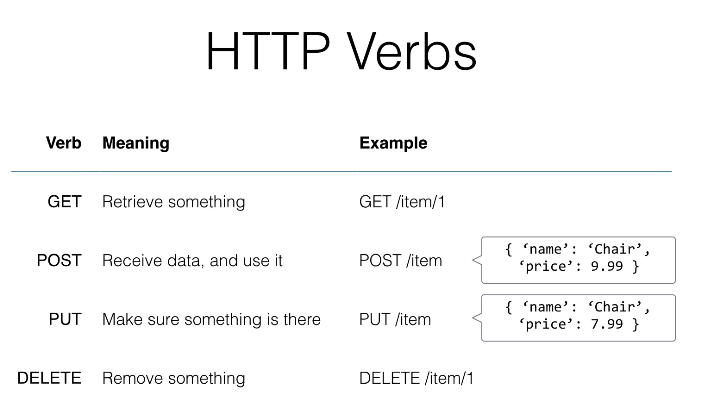 HTTP Verbs
Verb Meaning Example
GET Retrieve something GET /item/1
POST Receive data, and use it POST /item
{ ‘name’: ‘Chair’,
‘price’: 9.99 }
PUT Make sure something is there PUT /item
{ ‘name’: ‘Chair’,
‘price’: 7.99 }
DELETE Remove something DELETE /item/1